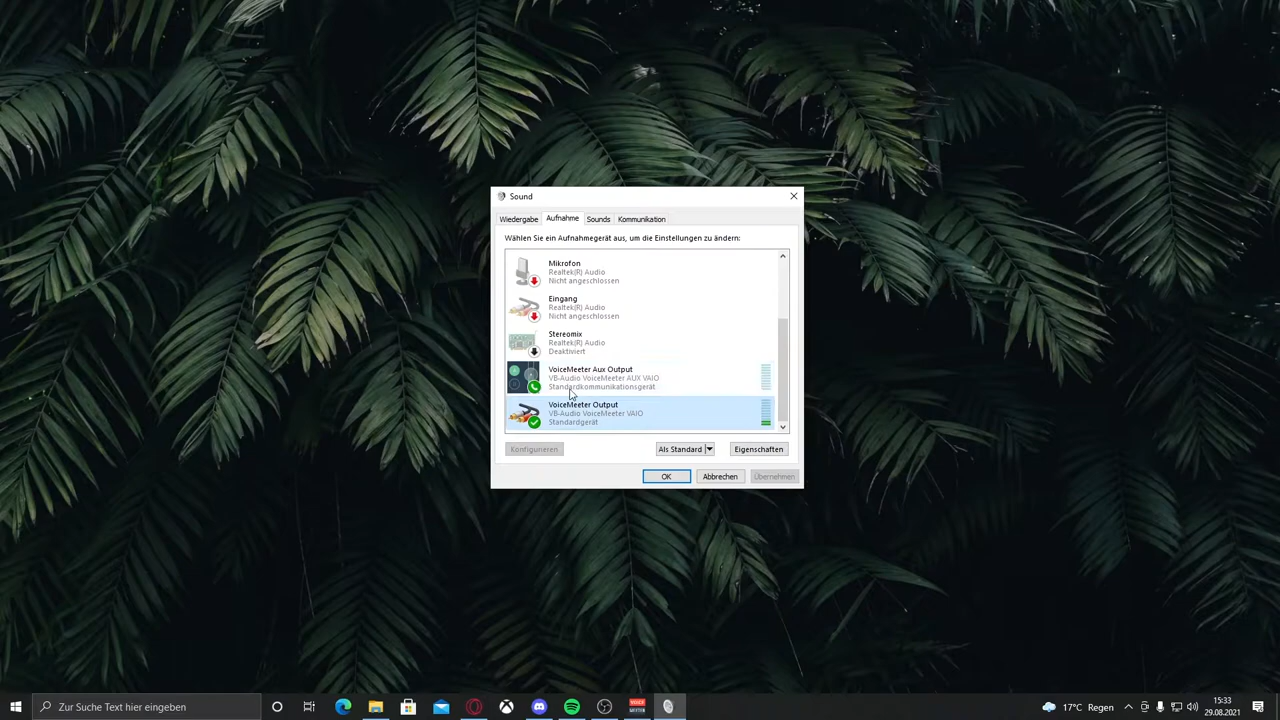 Sound
Wiedergabe Aufnahme Sounds Kommunikation
Wählen Sie ein Aufnahmegerät aus, um die Einstellungen zu ändern:
Mikrofon
Realtek(R) Audio
Nicht angeschlossen
Eingang
Realtek(R) Audio
Nicht angeschlossen
Stereomix
Realtek(R) Audio
Deaktiviert
VoiceMeeter Aux Output
VB-Audio VoiceMeeter AUX VAIO
Standardkommunikationsgerät
VoiceMeeter Output
VB-Audio VoiceMeeter VAIO
Standardgerät
Konfigurieren Als Standard Eigenschaften
OK Abbrechen Übernehmen
Zur Suche Text hier eingeben
17°C Regen
15:33
29.08.2021